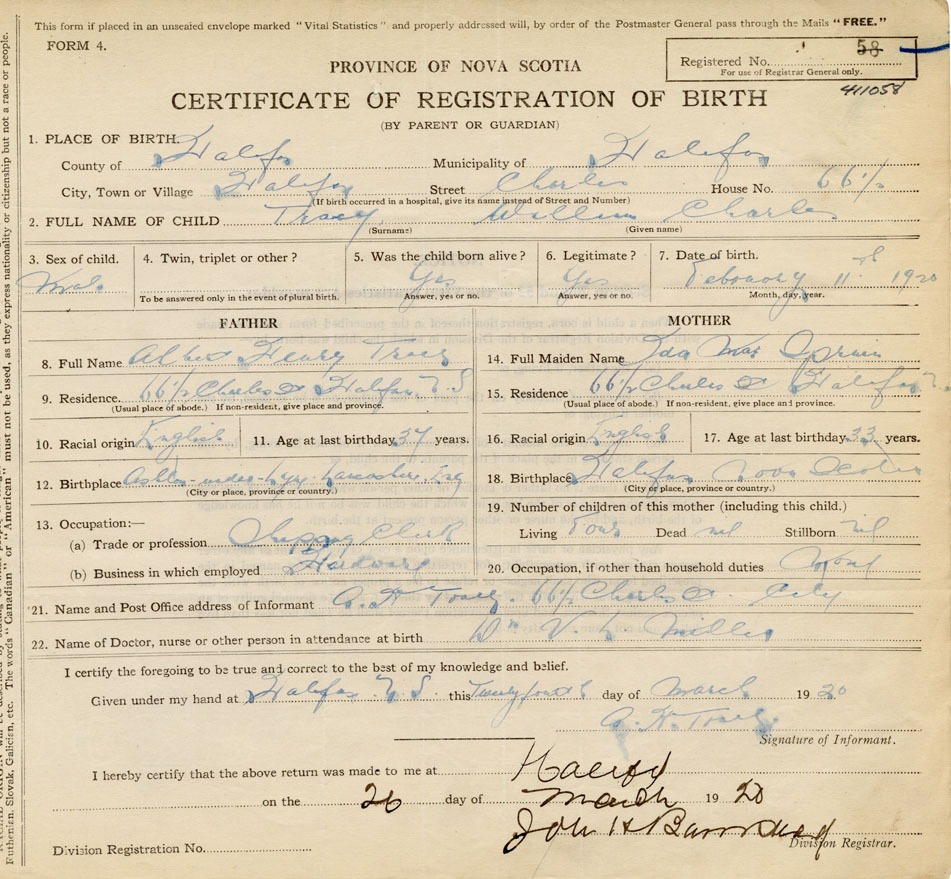 This form if placed in an unsealed envelope marked "Vital Statistics" and properly addressed will, by order of the Postmaster General pass through the Mails "FREE."
FORM 4.
Registered No. 58
For use of Registrar General only.
411058
PROVINCE OF NOVA SCOTIA
CERTIFICATE OF REGISTRATION OF BIRTH
(BY PARENT OR GUARDIAN)
1. PLACE OF BIRTH.
County of Halifax Municipality of Halifax
City, Town or Village Halifax Street Charles House No. 66½
(If birth occurred in a hospital, give its name instead of Street and Number)
2. FULL NAME OF CHILD Tracy William Charles
(Surname) (Given name)
3. Sex of child. Male
4. Twin, triplet or other?
To be answered only in the event of plural birth.
5. Was the child born alive? Yes
Answer, yes or no.
6. Legitimate? Yes
Answer, yes or no.
7. Date of birth. February 11 1920
Month, day, year.
FATHER
8. Full Name Albert Henry Tracy
9. Residence. 66½ Charles St Halifax N.S
(Usual place of abode.) If non-resident, give place and province.
10. Racial origin English 11. Age at last birthday 37 years.
12. Birthplace Ashton-under-Lyne Lancashire Eng
(City or place, province or country.)
13. Occupation:—
(a) Trade or profession Shipping Clerk
(b) Business in which employed Hardware
MOTHER
14. Full Maiden Name Ida Mae
15. Residence 66½ Charles St Halifax N.
(Usual place of abode.) If non-resident, give place and province.
16. Racial origin English 17. Age at last birthday 33 years.
18. Birthplace Halifax Nova Scotia
(City or place, province or country.)
19. Number of children of this mother (including this child.)
Living Four Dead nil Stillborn nil
20. Occupation, if other than household duties None
21. Name and Post Office address of Informant A. H. Tracy. 66½ Charles St. City
22. Name of Doctor, nurse or other person in attendance at birth Dr V. L. Miller
I certify the foregoing to be true and correct to the best of my knowledge and belief.
Given under my hand at Halifax N.S. this Twenty fourth day of March 1920
A. H. Tracy
Signature of Informant.
I hereby certify that the above return was made to me at Halifax
on the 26 day of March 1920
John H
Division Registration No. Division Registrar.
Ruthenian, Slovak, Galician, etc. The words "Canadian" or "American" must not be used, as they express nationality or citizenship but not a race or people.